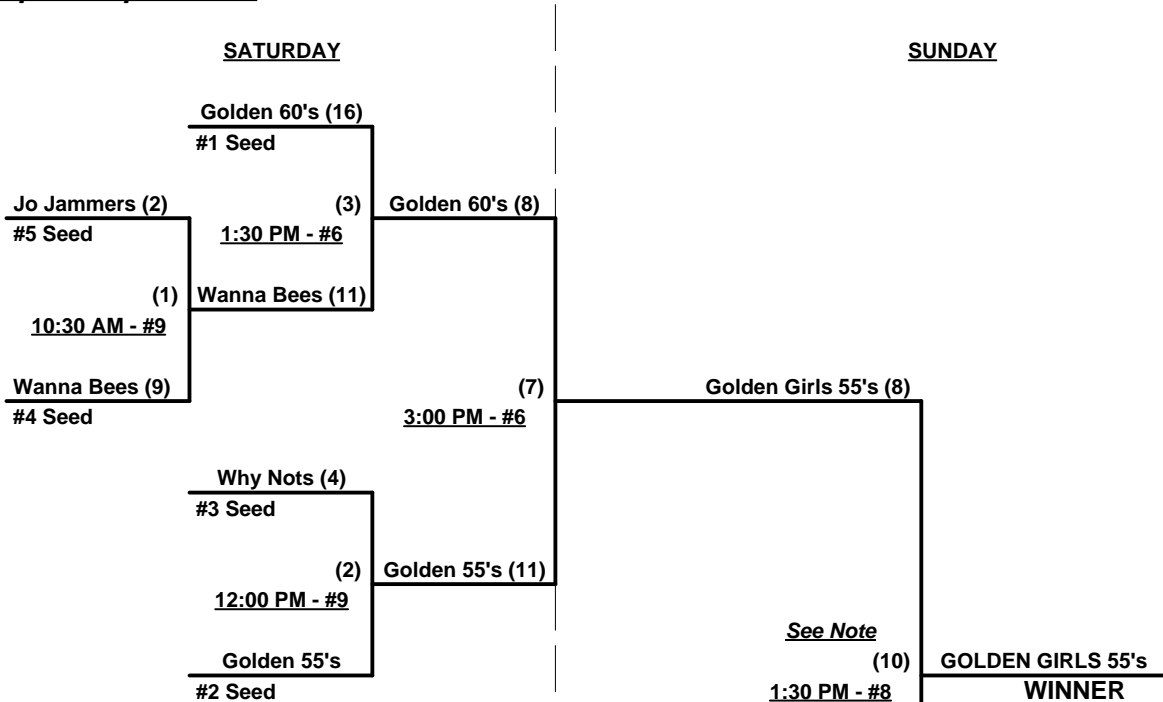 SATURDAY
SUNDAY
Golden 60's (16)
#1 Seed
Jo Jammers (2)
(3)
Golden 60's (8)
#5 Seed
1:30 PM - #6
(1)
Wanna Bees (11)
10:30 AM - #9
Wanna Bees (9)
(7)
Golden Girls 55's (8)
#4 Seed
3:00 PM - #6
Why Nots (4)
#3 Seed
(2)
Golden 55's (11)
12:00 PM - #9
See Note
Golden 55's
(10)
GOLDEN GIRLS 55's
#2 Seed
1:30 PM - #8
WINNER